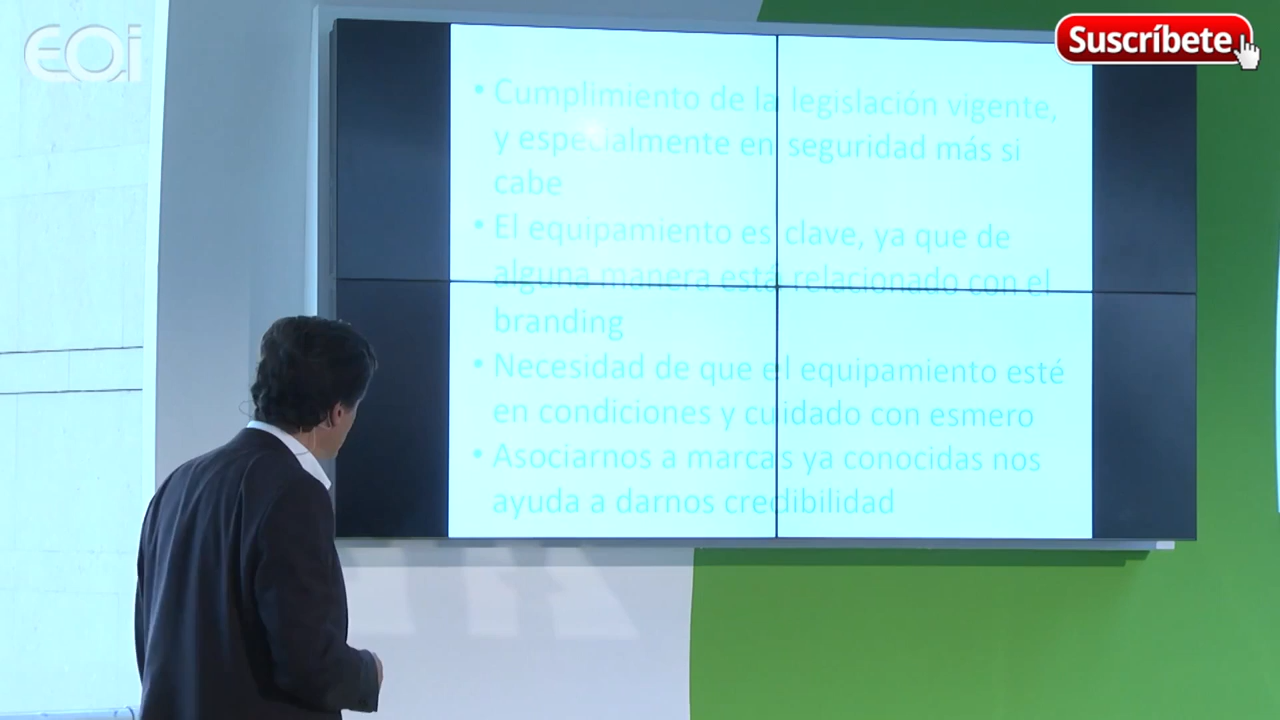 EOi
Suscríbete
• Cumplimiento de la legislación vigente,
y especialmente en seguridad más si
cabe
• El equipamiento es clave, ya que de
alguna manera está relacionado con el
branding
• Necesidad de que el equipamiento esté
en condiciones y cuidado con esmero
• Asociarnos a marcas ya conocidas nos
ayuda a darnos credibilidad